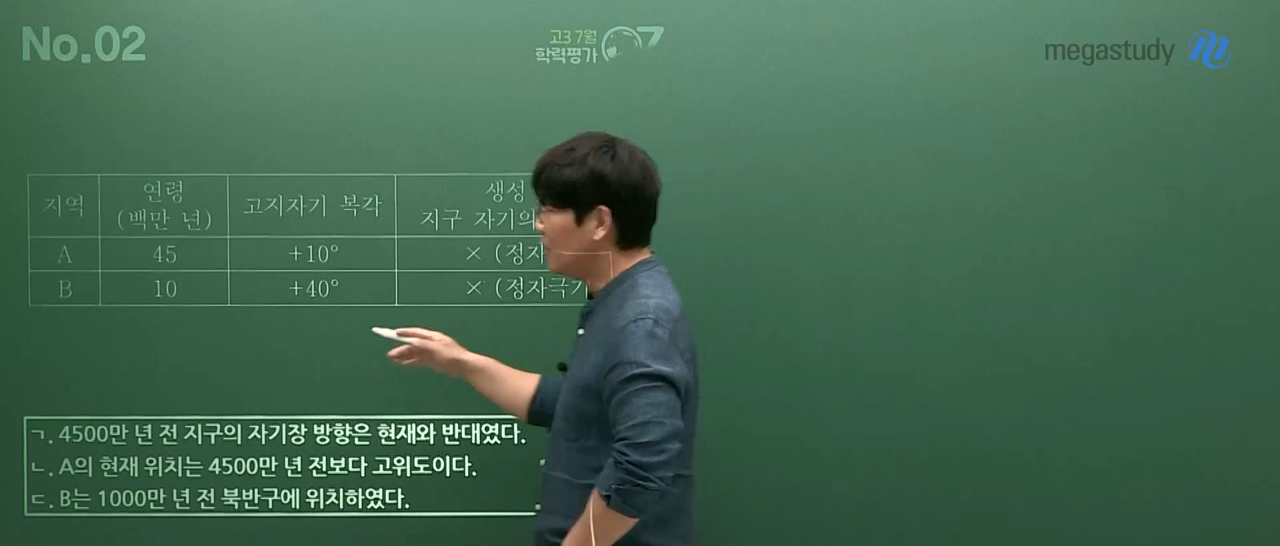 No.02
고3 7월
학력평가
megastudy
지역 연령 (백만 년) 고지자기 복각 생성 지구 자기의
A 45 +10° × (정자
B 10 +40° × (정자극기
ㄱ. 4500만 년 전 지구의 자기장 방향은 현재와 반대였다.
ㄴ. A의 현재 위치는 4500만 년 전보다 고위도이다.
ㄷ. B는 1000만 년 전 북반구에 위치하였다.